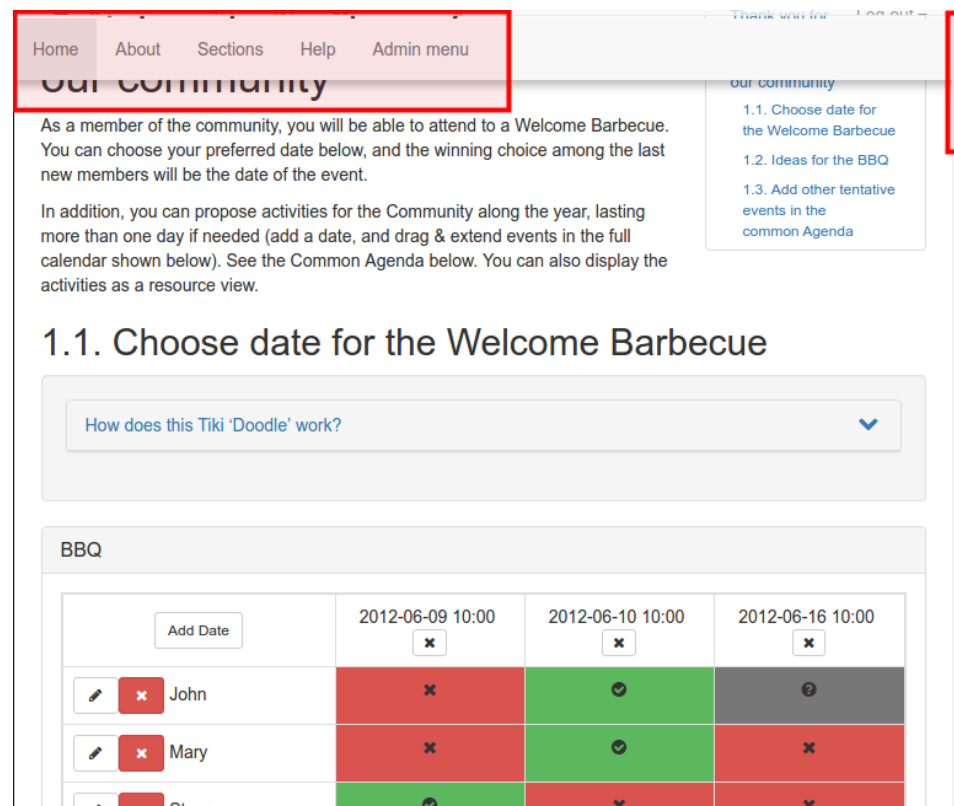 Thank you for
Log out
Home About Sections Help Admin menu
our community
our community
1.1. Choose date for
the Welcome Barbecue
1.2. Ideas for the BBQ
1.3. Add other tentative
events in the
common Agenda
As a member of the community, you will be able to attend to a Welcome Barbecue.
You can choose your preferred date below, and the winning choice among the last
new members will be the date of the event.
In addition, you can propose activities for the Community along the year, lasting
more than one day if needed (add a date, and drag & extend events in the full
calendar shown below). See the Common Agenda below. You can also display the
activities as a resource view.
1.1. Choose date for the Welcome Barbecue
How does this Tiki ‘Doodle’ work?
BBQ
Add Date 2012-06-09 10:00 2012-06-10 10:00 2012-06-16 10:00
John
Mary